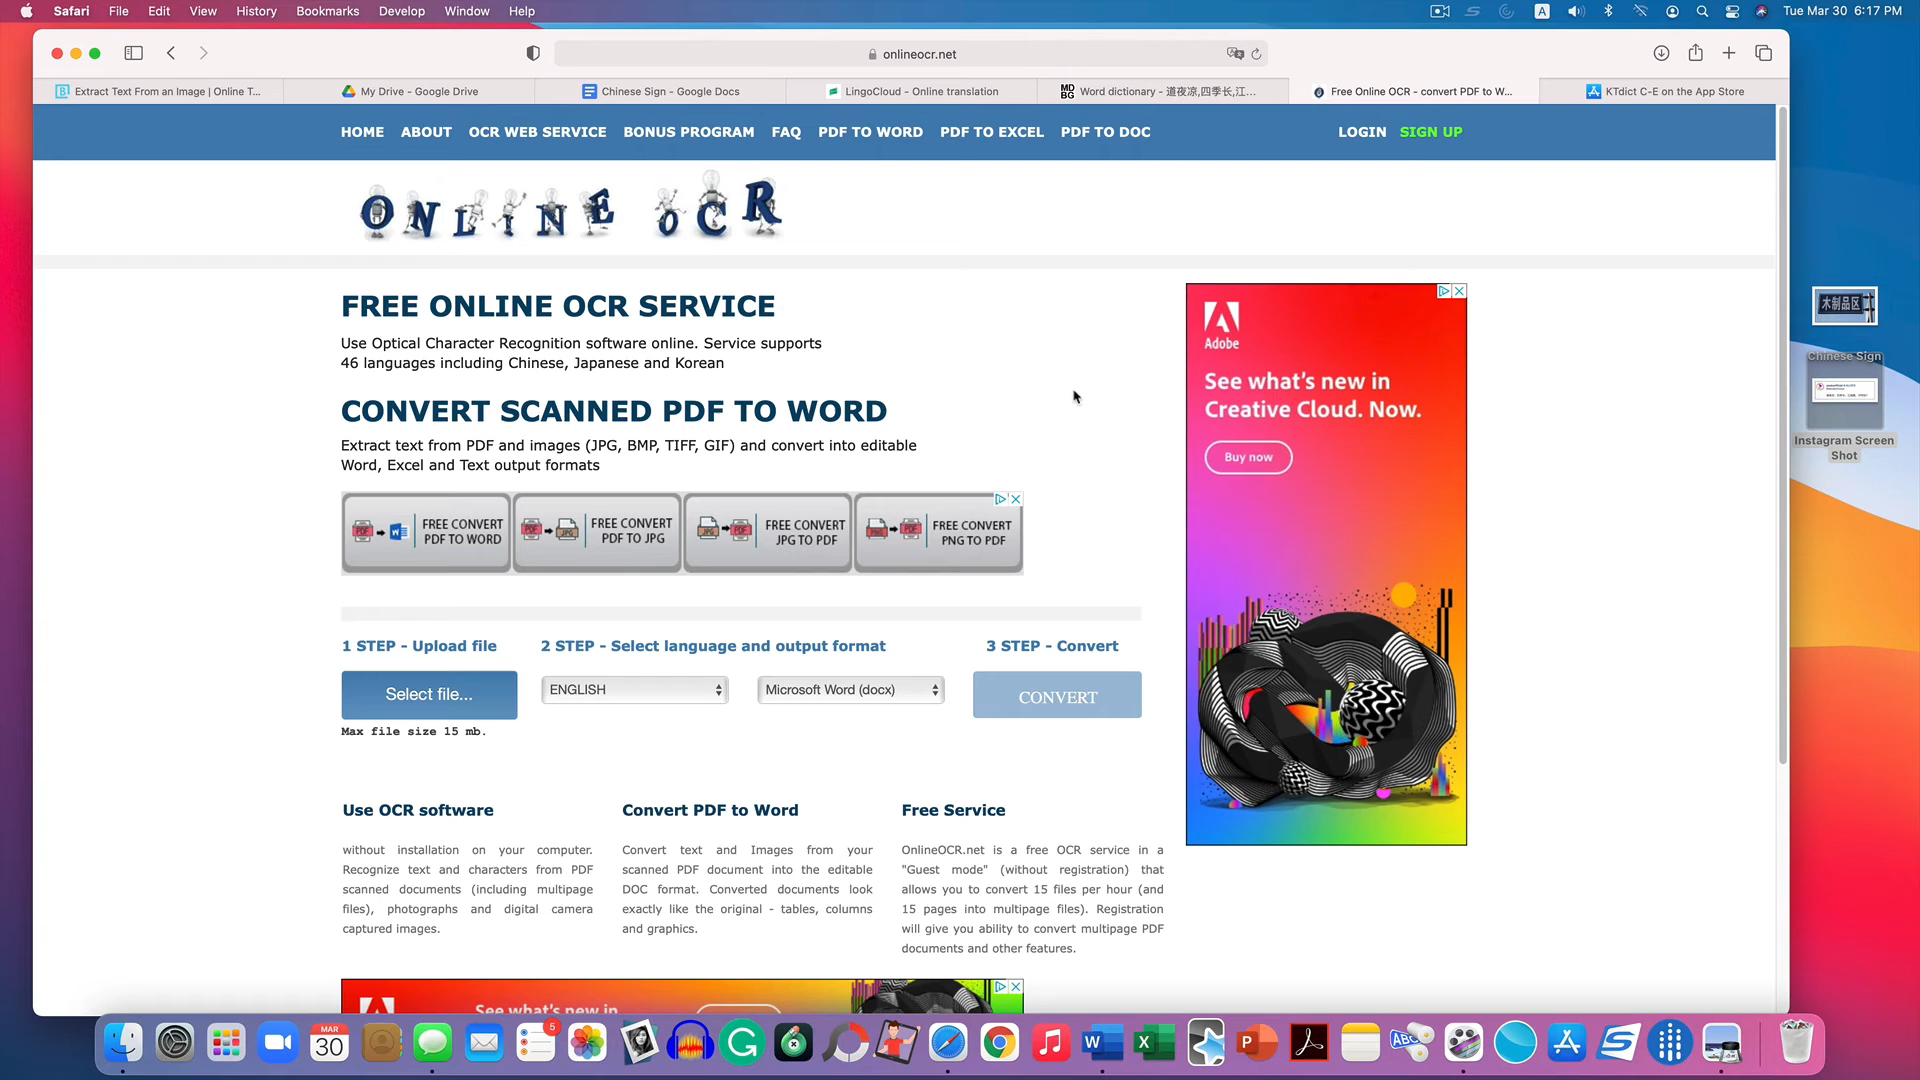 Safari File Edit View History Bookmarks Develop Window Help
A Tue Mar 30 6:17 PM
onlineocr.net
Extract Text From an Image | Online T...
My Drive - Google Drive
Chinese Sign - Google Docs
LingoCloud - Online translation
MD BG Word dictionary - 道夜凉,四季长,江...
Free Online OCR - convert PDF to W...
KTdict C-E on the App Store
HOME ABOUT OCR WEB SERVICE BONUS PROGRAM FAQ PDF TO WORD PDF TO EXCEL PDF TO DOC
LOGIN SIGN UP
ONLINE OCR
FREE ONLINE OCR SERVICE
Use Optical Character Recognition software online. Service supports
46 languages including Chinese, Japanese and Korean
CONVERT SCANNED PDF TO WORD
Extract text from PDF and images (JPG, BMP, TIFF, GIF) and convert into editable
Word, Excel and Text output formats
FREE CONVERT
PDF TO WORD
FREE CONVERT
PDF TO JPG
FREE CONVERT
JPG TO PDF
FREE CONVERT
PNG TO PDF
1 STEP - Upload file
2 STEP - Select language and output format
3 STEP - Convert
Select file...
ENGLISH
Microsoft Word (docx)
CONVERT
Max file size 15 mb.
Use OCR software
without installation on your computer.
Recognize text and characters from PDF
scanned documents (including multipage
files), photographs and digital camera
captured images.
Convert PDF to Word
Convert text and Images from your
scanned PDF document into the editable
DOC format. Converted documents look
exactly like the original - tables, columns
and graphics.
Free Service
OnlineOCR.net is a free OCR service in a
"Guest mode" (without registration) that
allows you to convert 15 files per hour (and
15 pages into multipage files). Registration
will give you ability to convert multipage PDF
documents and other features.
See what's new in
Adobe
See what's new in
Creative Cloud. Now.
Buy now
木制品区
Chinese Sign
Instagram Screen
Shot
MAR
30
5